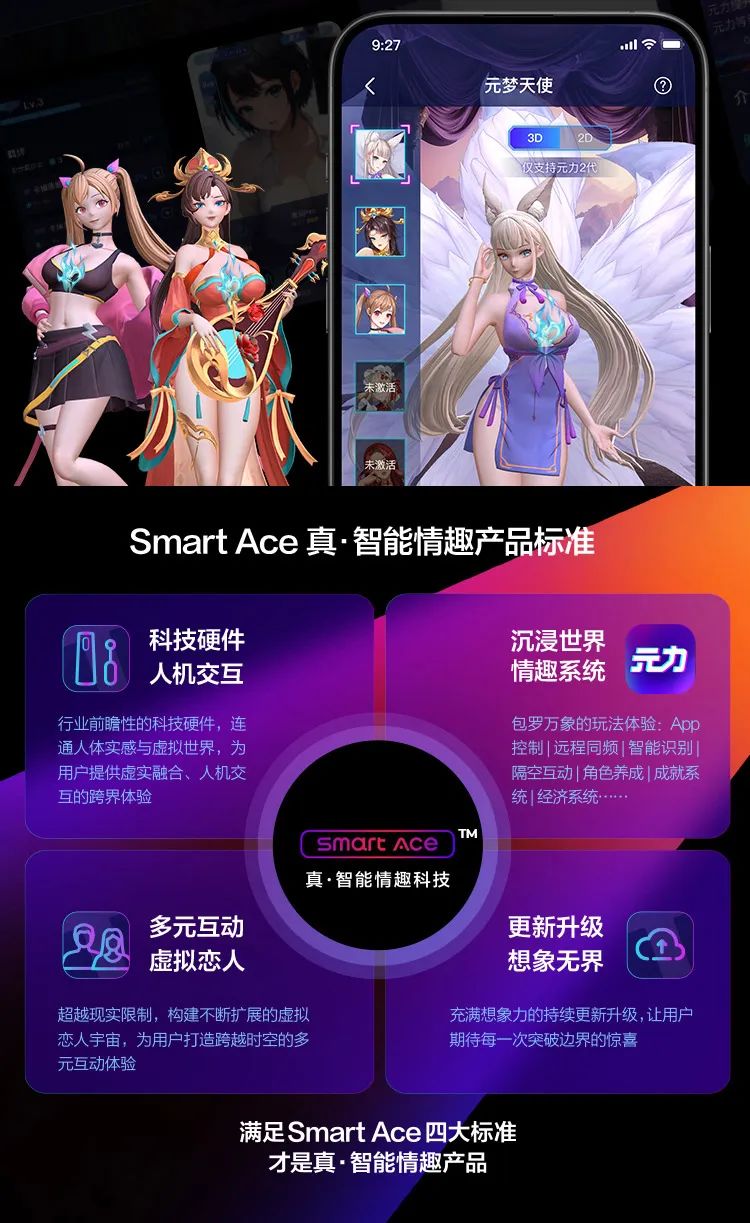 Lv.3
9:27
元梦天使
3D
2D
仅支持元力2代
未激活
未激活
Smart Ace 真·智能情趣产品标准
科技硬件
人机交互
行业前瞻性的科技硬件，连
通人体实感与虚拟世界，为
用户提供虚实融合、人机交
互的跨界体验
沉浸世界
情趣系统
元力
包罗万象的玩法体验：App
控制|远程同频|智能识别|
隔空互动|角色养成|成就系
统|经济系统……
smart ACe TM
真·智能情趣科技
多元互动
虚拟恋人
超越现实限制，构建不断扩展的虚拟
恋人宇宙，为用户打造跨越时空的多
元互动体验
更新升级
想象无界
充满想象力的持续更新升级，让用户
期待每一次突破边界的惊喜
满足Smart Ace四大标准
才是真·智能情趣产品